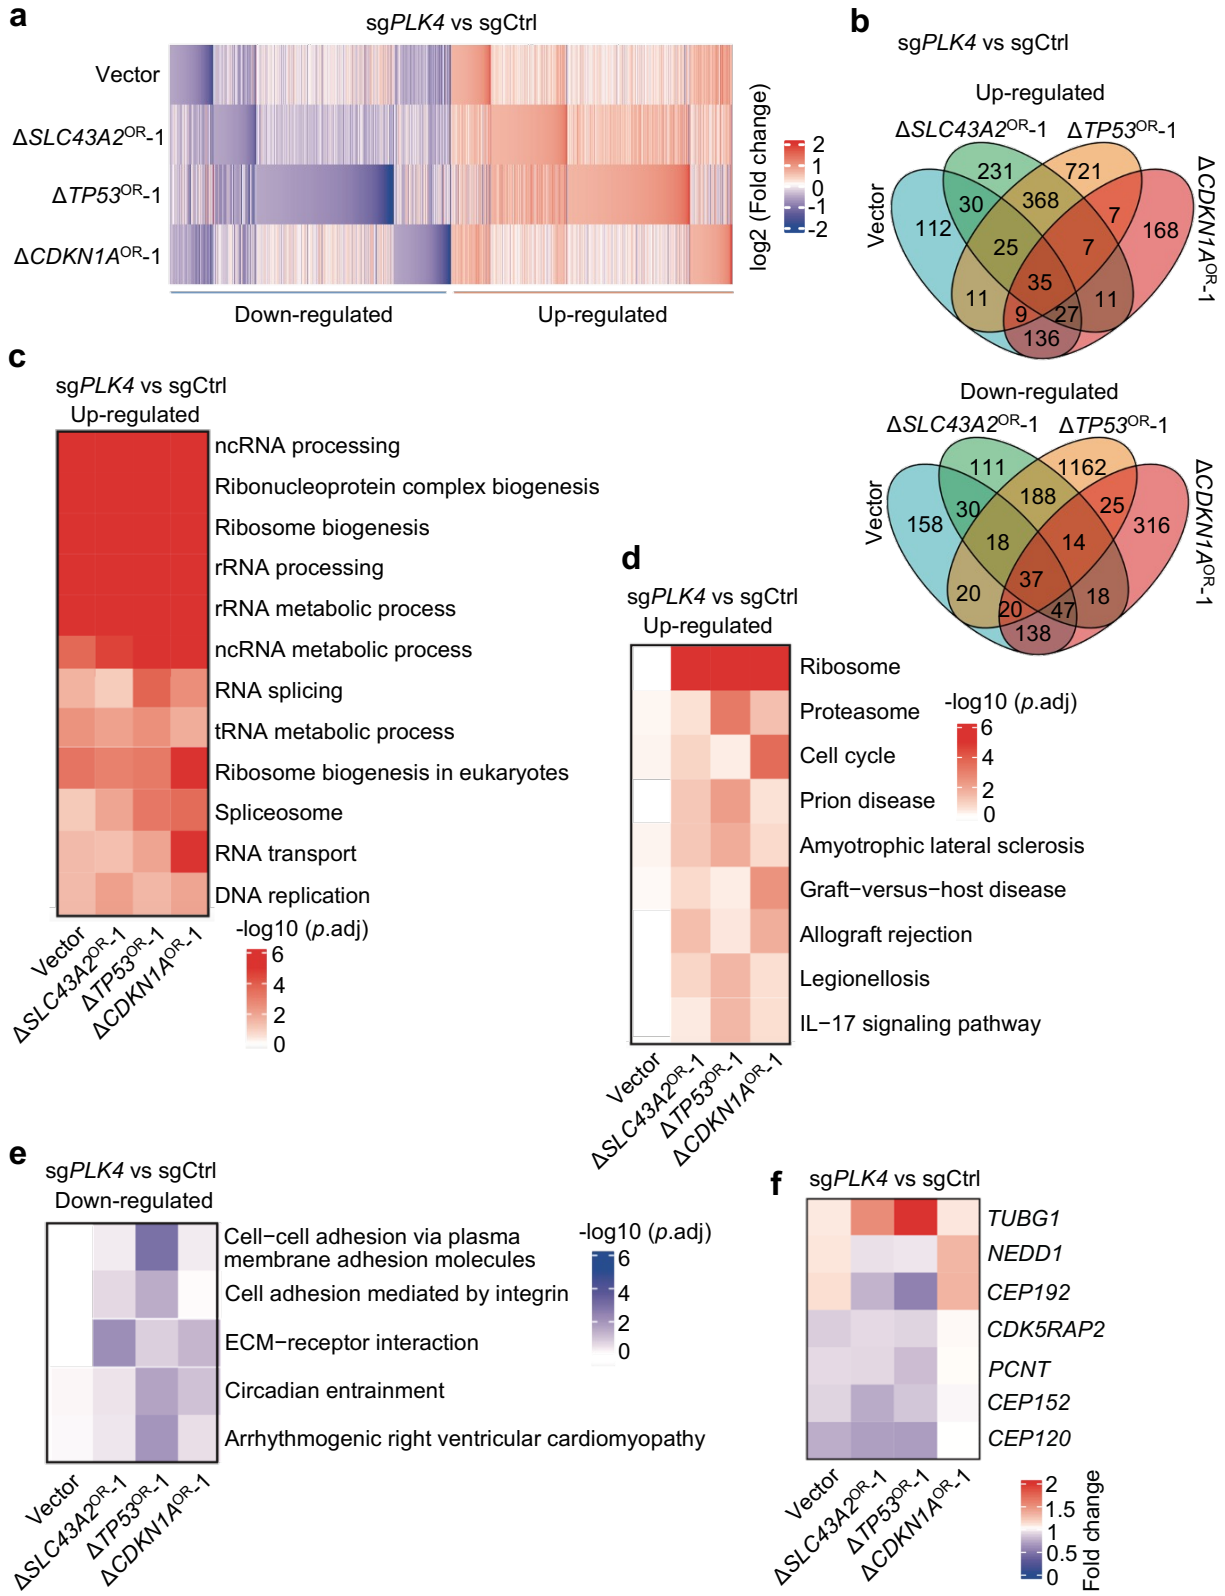 a
sgPLK4 vs sgCtrl
Vector
ΔSLC43A2OR-1
ΔTP53OR-1
ΔCDKN1AOR-1
Down-regulated
Up-regulated
log2 (Fold change)
2
1
0
-1
-2
b
sgPLK4 vs sgCtrl
Up-regulated
ΔSLC43A2OR-1
ΔTP53OR-1
Vector
ΔCDKN1AOR-1
231
721
30
368
7
112
168
25
7
35
11
11
9
27
136
Down-regulated
ΔSLC43A2OR-1
ΔTP53OR-1
Vector
ΔCDKN1AOR-1
111
1162
30
188
25
158
316
18
14
37
20
18
20
47
138
c
sgPLK4 vs sgCtrl
Up-regulated
ncRNA processing
Ribonucleoprotein complex biogenesis
Ribosome biogenesis
rRNA processing
rRNA metabolic process
ncRNA metabolic process
RNA splicing
tRNA metabolic process
Ribosome biogenesis in eukaryotes
Spliceosome
RNA transport
DNA replication
Vector
ΔSLC43A2OR-1
ΔTP53OR-1
ΔCDKN1AOR-1
-log10 (p.adj)
6
4
2
0
d
sgPLK4 vs sgCtrl
Up-regulated
Ribosome
Proteasome
Cell cycle
Prion disease
Amyotrophic lateral sclerosis
Graft−versus−host disease
Allograft rejection
Legionellosis
IL−17 signaling pathway
Vector
ΔSLC43A2OR-1
ΔTP53OR-1
ΔCDKN1AOR-1
-log10 (p.adj)
6
4
2
0
e
sgPLK4 vs sgCtrl
Down-regulated
Cell−cell adhesion via plasma
membrane adhesion molecules
Cell adhesion mediated by integrin
ECM−receptor interaction
Circadian entrainment
Arrhythmogenic right ventricular cardiomyopathy
Vector
ΔSLC43A2OR-1
ΔTP53OR-1
ΔCDKN1AOR-1
-log10 (p.adj)
6
4
2
0
f
sgPLK4 vs sgCtrl
TUBG1
NEDD1
CEP192
CDK5RAP2
PCNT
CEP152
CEP120
Vector
ΔSLC43A2OR-1
ΔTP53OR-1
ΔCDKN1AOR-1
2
1.5
1
0.5
0
Fold change